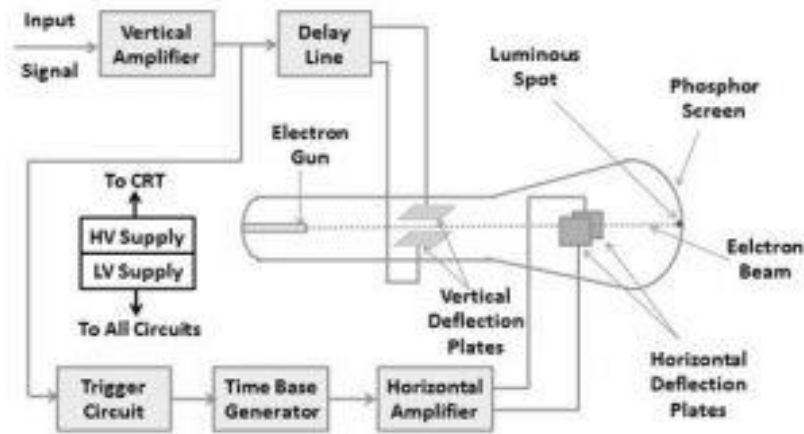 Input
Signal
Vertical
Amplifier
Delay
Line
Luminous
Spot
Phosphor
Screen
Electron
Gun
To CRT
HV Supply
LV Supply
To All Circuits
Eelctron
Beam
Vertical
Deflection
Plates
Horizontal
Deflection
Plates
Trigger
Circuit
Time Base
Generator
Horizontal
Amplifier